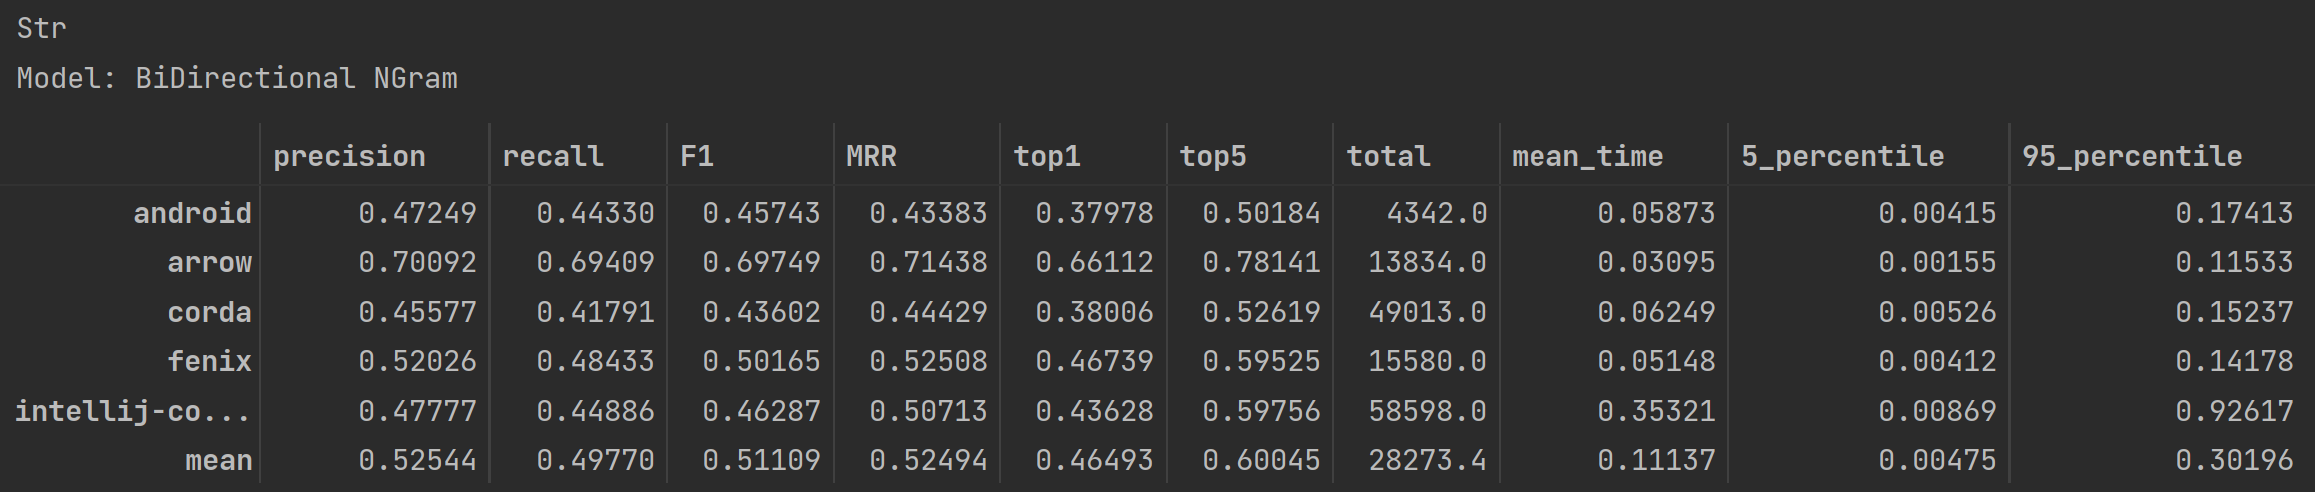 Str
Model: BiDirectional NGram
precision recall F1 MRR top1 top5 total mean_time 5_percentile 95_percentile
android 0.47249 0.44330 0.45743 0.43383 0.37978 0.50184 4342.0 0.05873 0.00415 0.17413
arrow 0.70092 0.69409 0.69749 0.71438 0.66112 0.78141 13834.0 0.03095 0.00155 0.11533
corda 0.45577 0.41791 0.43602 0.44429 0.38006 0.52619 49013.0 0.06249 0.00526 0.15237
fenix 0.52026 0.48433 0.50165 0.52508 0.46739 0.59525 15580.0 0.05148 0.00412 0.14178
intellij-co... 0.47777 0.44886 0.46287 0.50713 0.43628 0.59756 58598.0 0.35321 0.00869 0.92617
mean 0.52544 0.49770 0.51109 0.52494 0.46493 0.60045 28273.4 0.11137 0.00475 0.30196